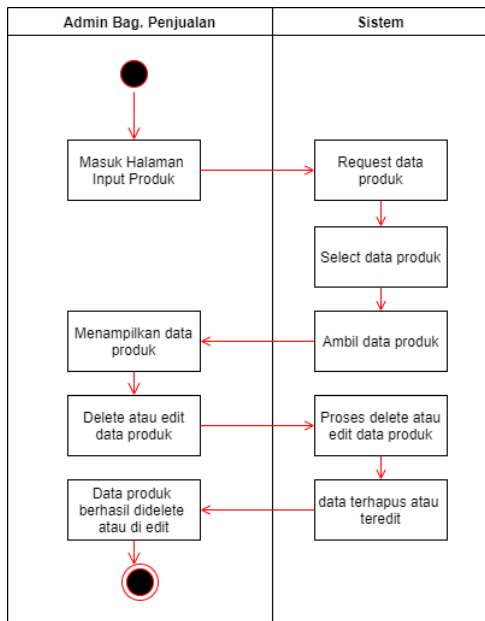 Admin Bag. Penjualan
Sistem
Masuk Halaman
Input Produk
Request data
produk
Select data produk
Menampilkan data
produk
Ambil data produk
Delete atau edit
data produk
Proses delete atau
edit data produk
Data produk
berhasil didelete
atau di edit
data terhapus atau
teredit